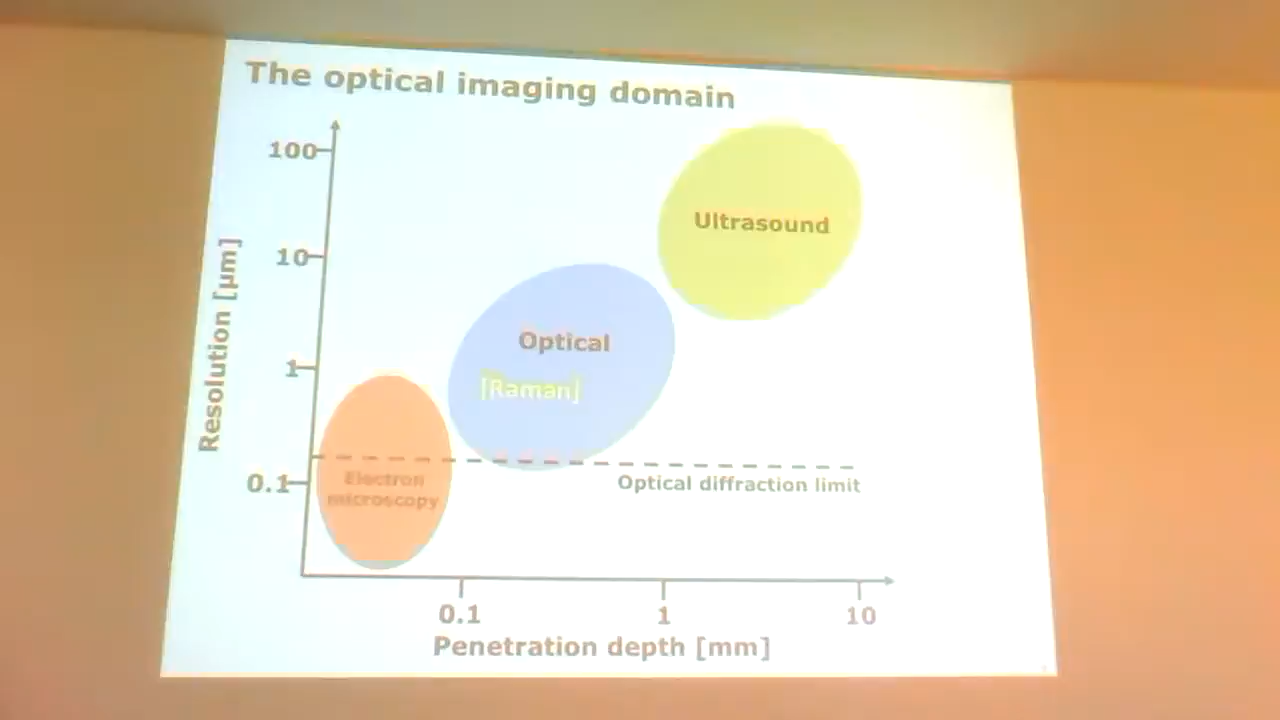 The optical imaging domain
100
10
1
0.1
Resolution [µm]
Ultrasound
Optical
[Raman]
Electron
microscopy
Optical diffraction limit
0.1
1
10
Penetration depth [mm]